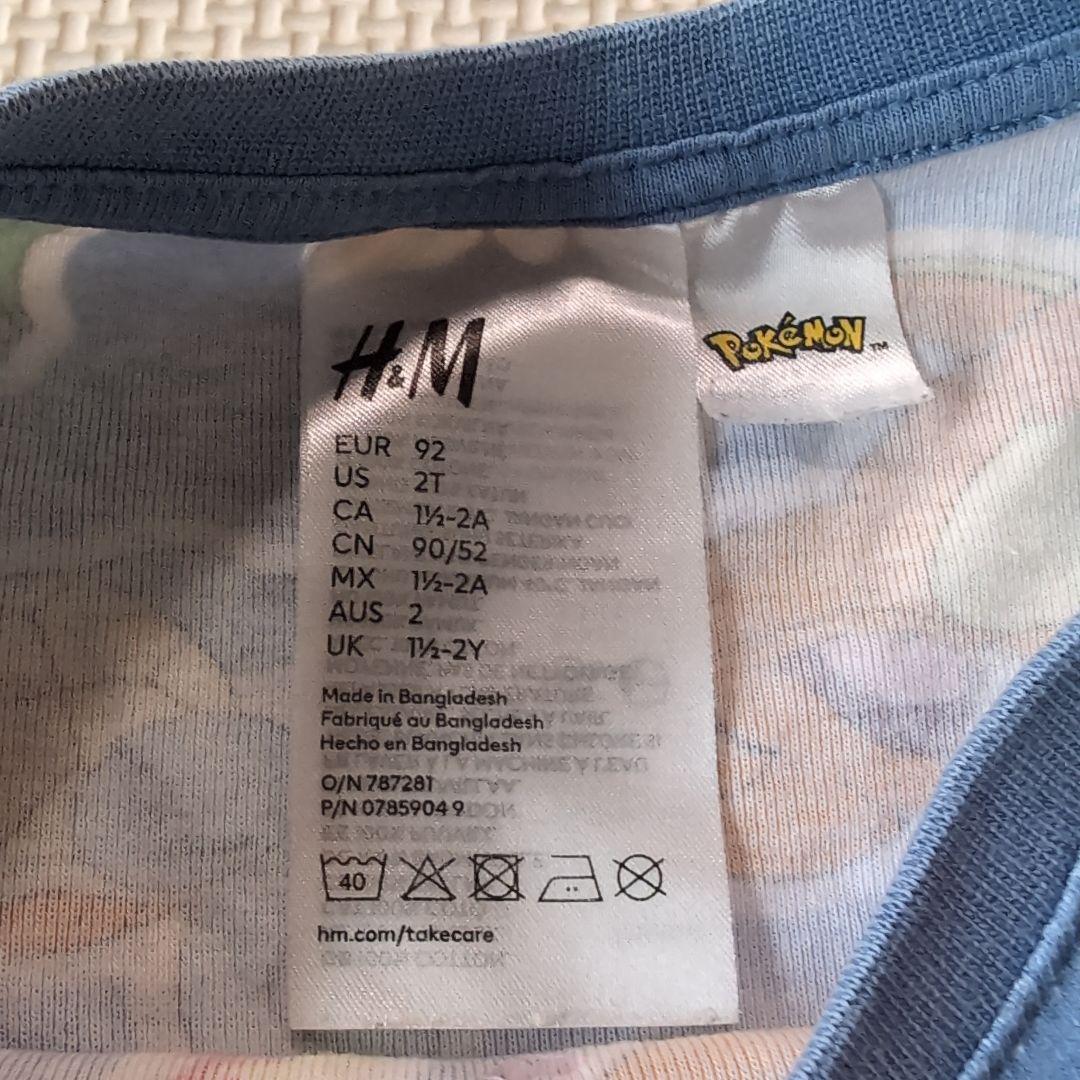 H&M
POKéMON™
EUR 92
US 2T
CA 1½-2A
CN 90/52
MX 1½-2A
AUS 2
UK 1½-2Y
Made in Bangladesh
Fabriqué au Bangladesh
Hecho en Bangladesh
O/N 787281
P/N 0785904 9
40
hm.com/takecare